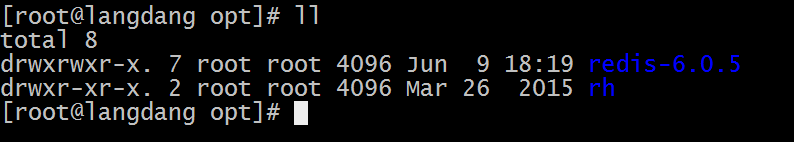 [root@langdang opt]# ll
total 8
drwxrwxr-x. 7 root root 4096 Jun  9 18:19 redis-6.0.5
drwxr-xr-x. 2 root root 4096 Mar 26  2015 rh
[root@langdang opt]#